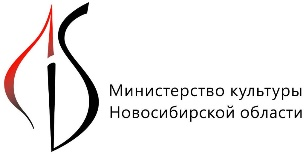 Министерство культуры
Новосибирской области